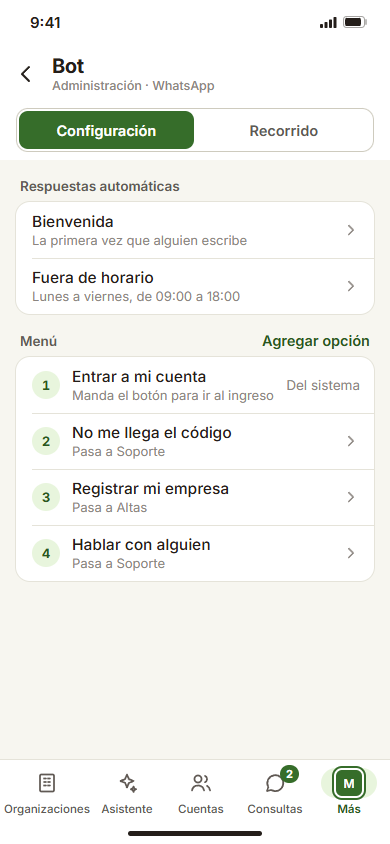 9:41
Bot
Administración · WhatsApp
Configuración
Recorrido
Respuestas automáticas
Bienvenida
La primera vez que alguien escribe
Fuera de horario
Lunes a viernes, de 09:00 a 18:00
Menú
Agregar opción
1
Entrar a mi cuenta
Manda el botón para ir al ingreso
Del sistema
2
No me llega el código
Pasa a Soporte
3
Registrar mi empresa
Pasa a Altas
4
Hablar con alguien
Pasa a Soporte
2
M
Organizaciones
Asistente
Cuentas
Consultas
Más